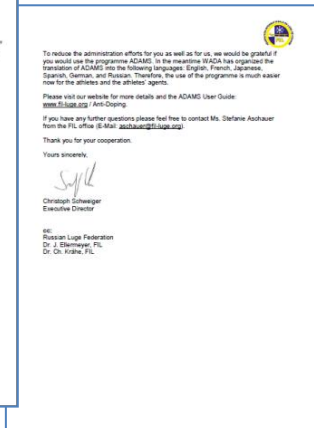 To reduce the administration efforts for you as well as for us, we would be grateful if
you would use the programme ADAMS. In the meantime WADA has organized the
translation of ADAMS into the following languages: English, French, Japanese,
Spanish, German, and Russian. Therefore, the use of the programme is much easier
now for the athletes and the athletes' agents.
Please visit our website for more details and the ADAMS User Guide:
www.fil-luge.org / Anti-Doping.
If you have any further questions please feel free to contact Ms. Stefanie Aschauer
from the FIL office (E-Mail: aschauer@fil-luge.org).
Thank you for your cooperation.
Yours sincerely,
Christoph Schweiger
Executive Director
cc:
Russian Luge Federation
Dr. J. Ellermeyer, FIL
Dr. Ch. Krähe, FIL